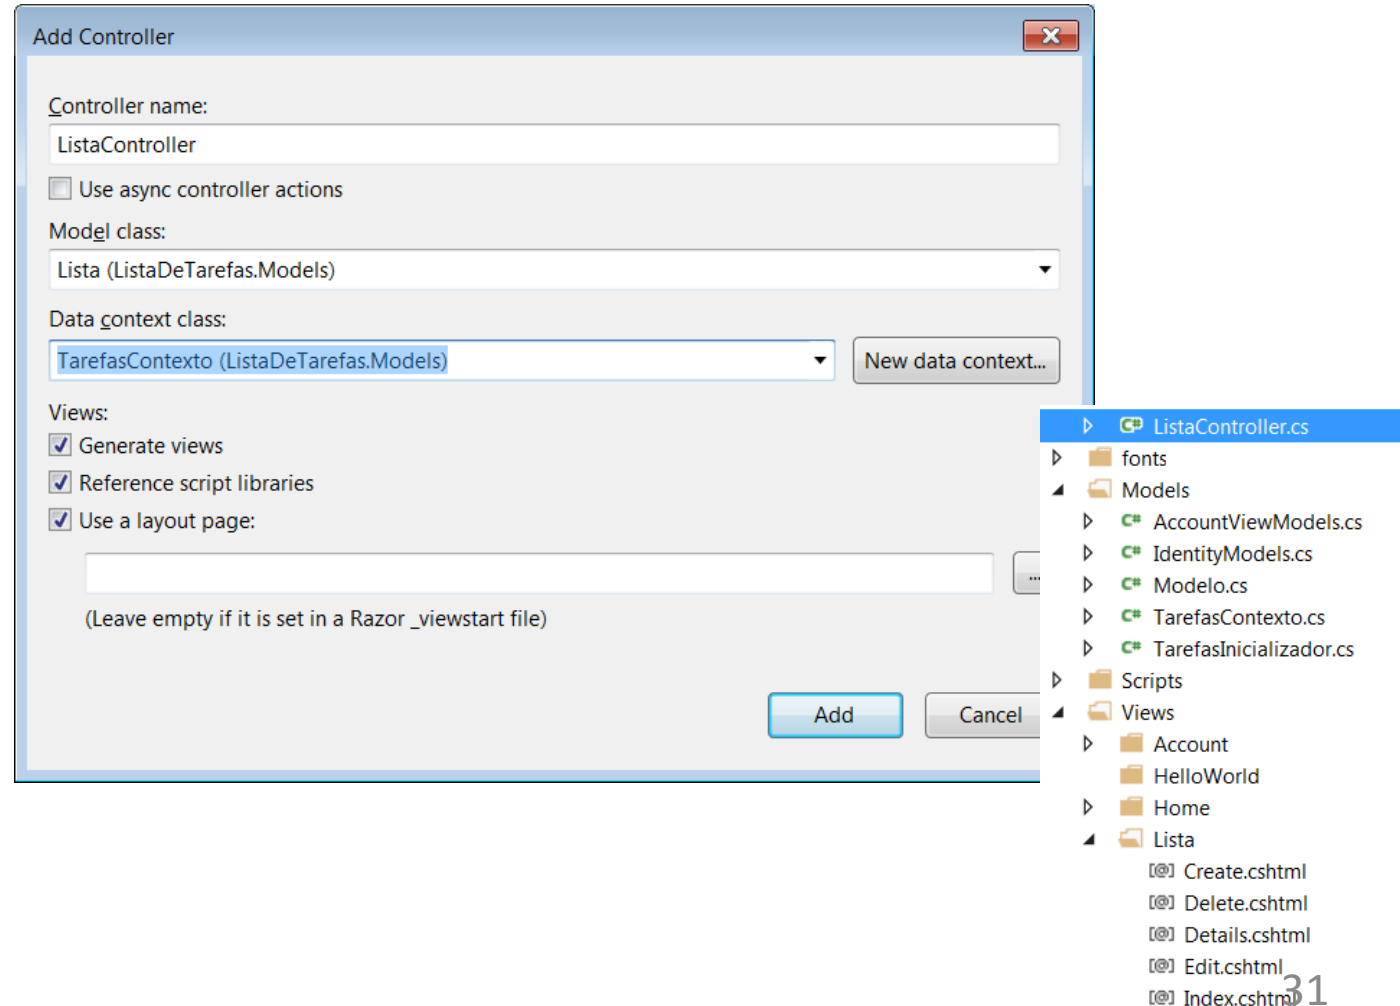 Add Controller
Controller name:
ListaController
Use async controller actions
Model class:
Lista (ListaDeTarefas.Models)
Data context class:
TarefasContexto (ListaDeTarefas.Models)
New data context...
Views:
Generate views
Reference script libraries
Use a layout page:
...
(Leave empty if it is set in a Razor _viewstart file)
Add
Cancel
C# ListaController.cs
fonts
Models
C# AccountViewModels.cs
C# IdentityModels.cs
C# Modelo.cs
C# TarefasContexto.cs
C# TarefasInicializador.cs
Scripts
Views
Account
HelloWorld
Home
Lista
[@] Create.cshtml
[@] Delete.cshtml
[@] Details.cshtml
[@] Edit.cshtml
[@] Index.cshtml
31